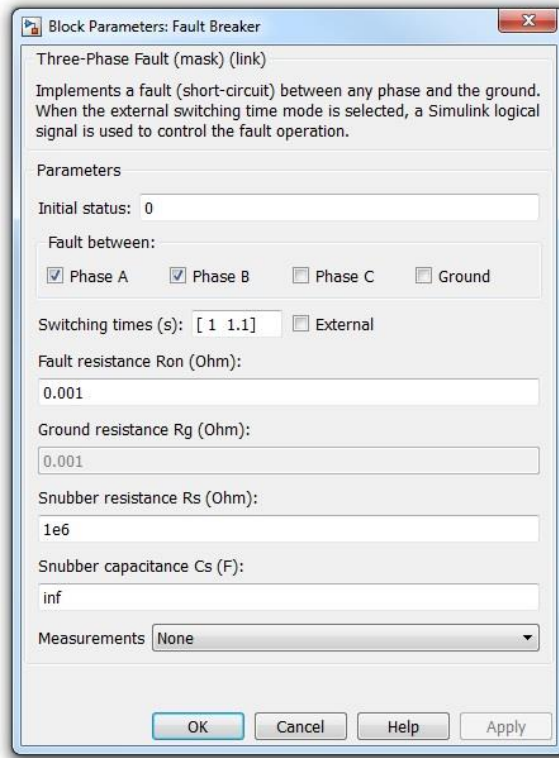 Block Parameters: Fault Breaker
Three-Phase Fault (mask) (link)
Implements a fault (short-circuit) between any phase and the ground.
When the external switching time mode is selected, a Simulink logical
signal is used to control the fault operation.
Parameters
Initial status: 0
Fault between:
Phase A Phase B Phase C Ground
Switching times (s): [ 1 1.1] External
Fault resistance Ron (Ohm):
0.001
Ground resistance Rg (Ohm):
0.001
Snubber resistance Rs (Ohm):
1e6
Snubber capacitance Cs (F):
inf
Measurements None
OK Cancel Help Apply